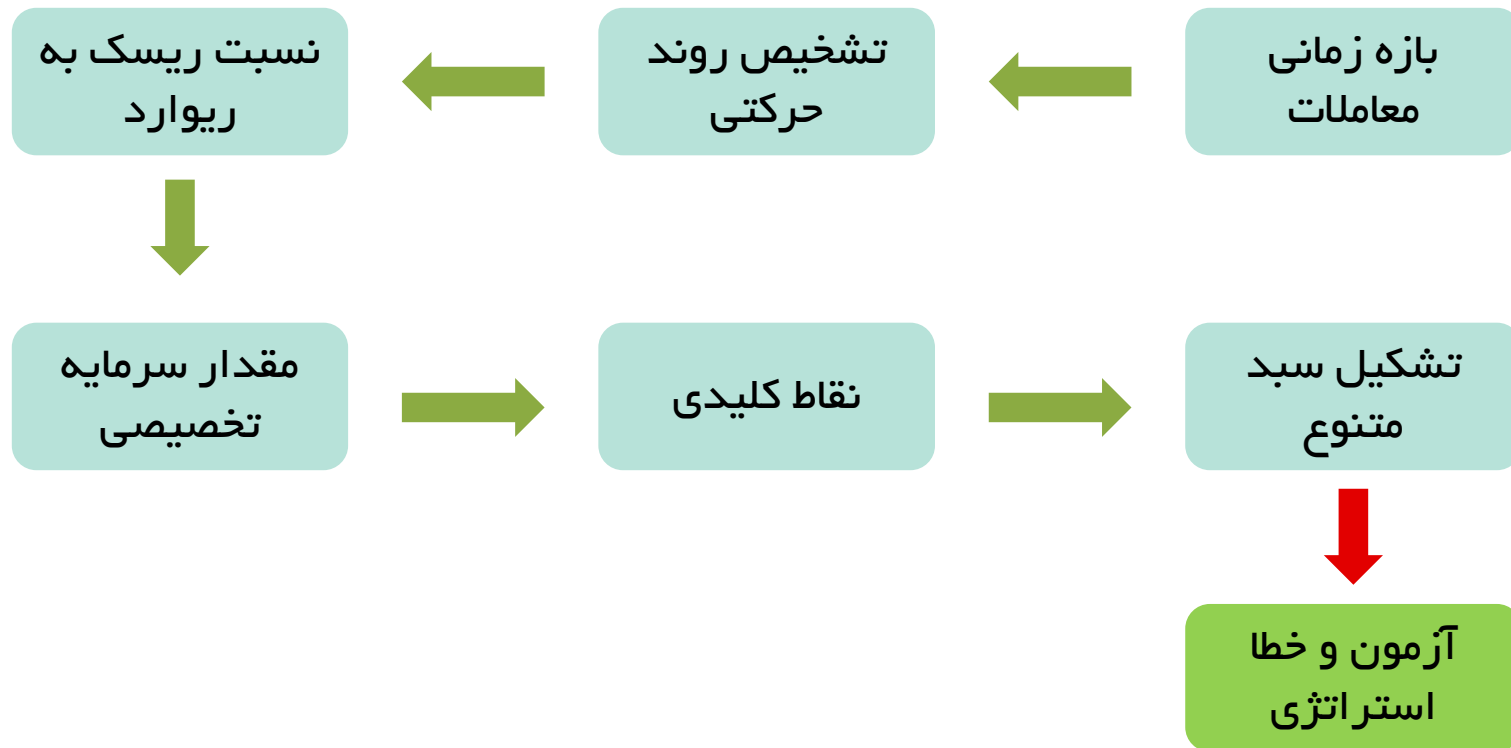 بازه زمانی
معاملات
تشخیص روند
حرکتی
نسبت ریسک به
ریوارد
مقدار سرمایه
تخصیصی
نقاط کلیدی
تشکیل سبد
متنوع
آزمون و خطا
استراتژی